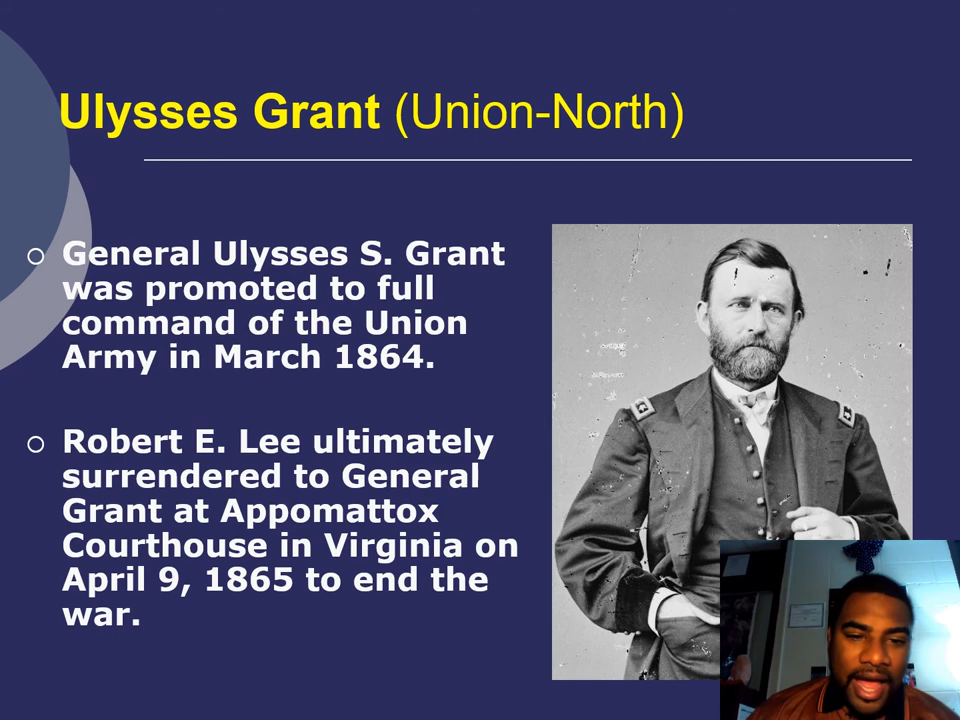 Ulysses Grant (Union-North)
General Ulysses S. Grant
was promoted to full
command of the Union
Army in March 1864.
Robert E. Lee ultimately
surrendered to General
Grant at Appomattox
Courthouse in Virginia on
April 9, 1865 to end the
war.